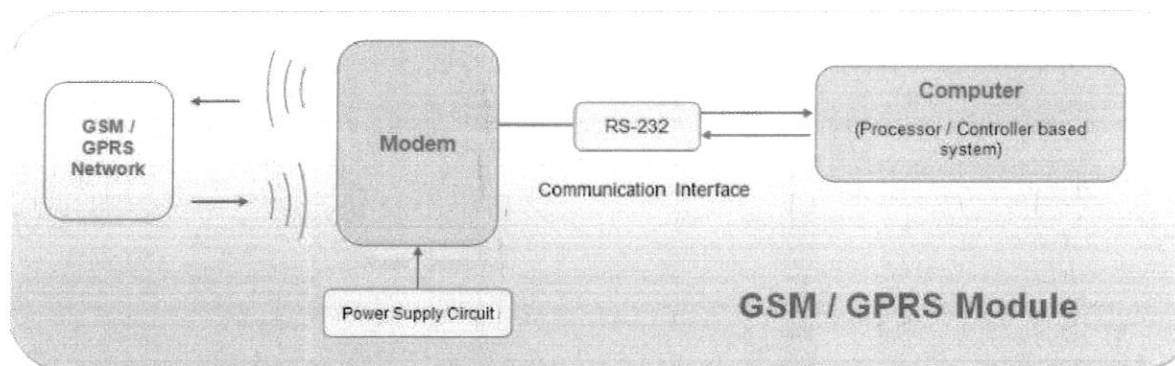 GSM /
GPRS
Network
Modem
RS-232
Communication Interface
Computer
(Processor / Controller based
system)
Power Supply Circuit
GSM / GPRS Module